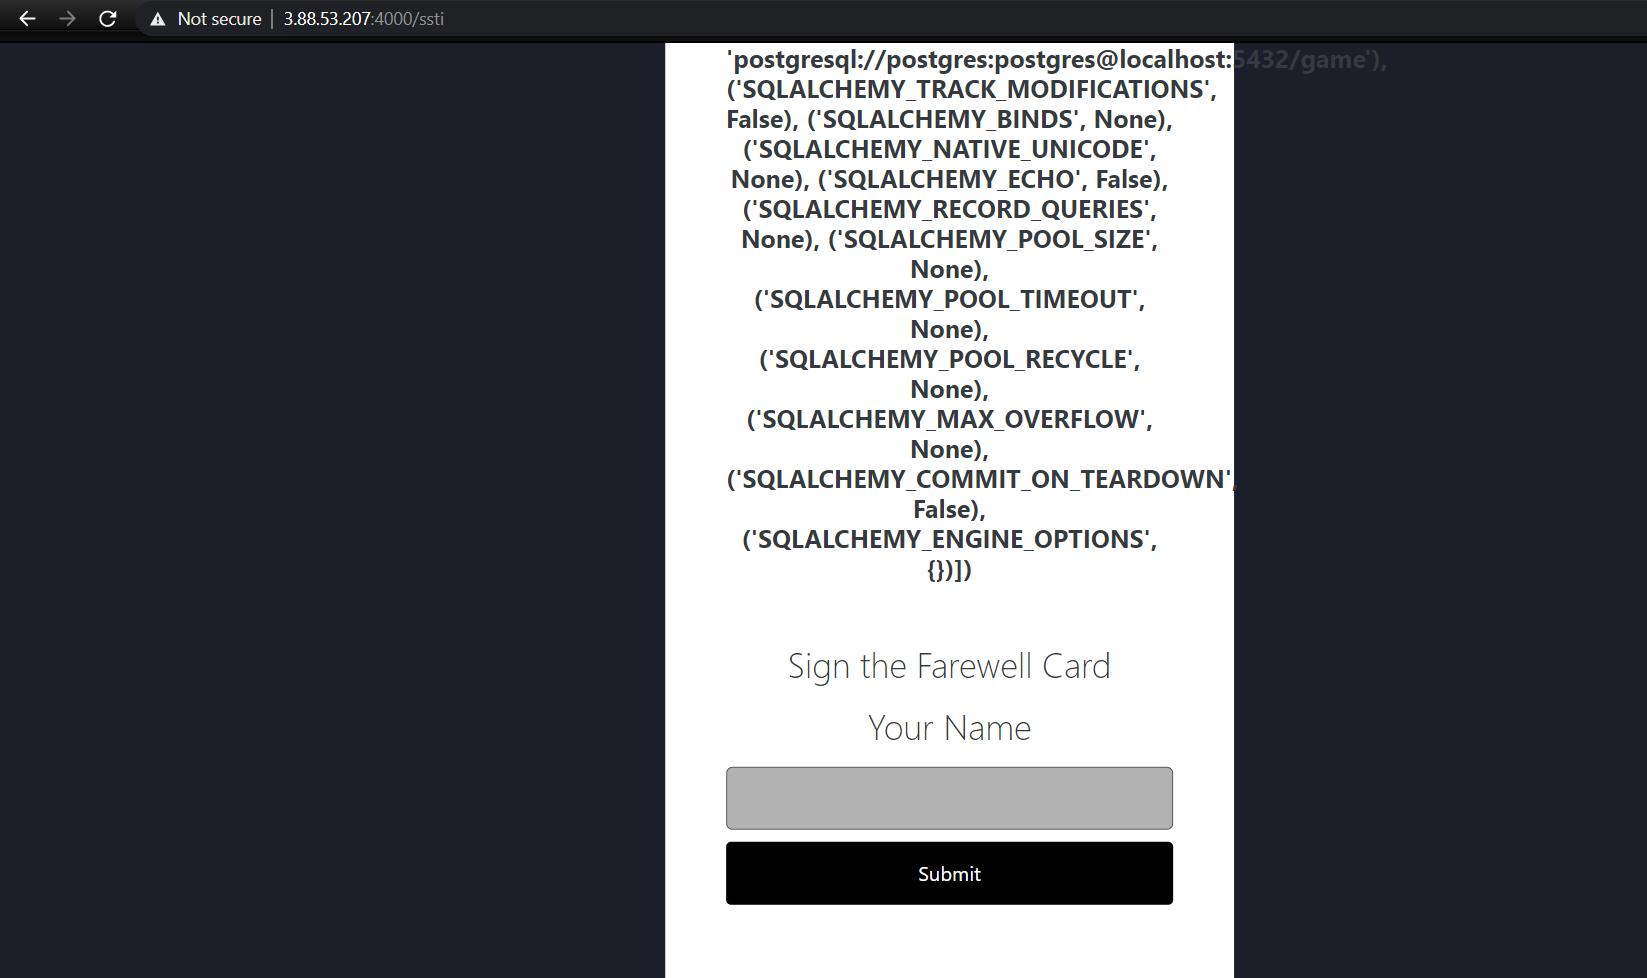 Not secure | 3.88.53.207:4000/ssti
'postgresql://postgres:postgres@localhost:5432/game'),
('SQLALCHEMY_TRACK_MODIFICATIONS',
False), ('SQLALCHEMY_BINDS', None),
('SQLALCHEMY_NATIVE_UNICODE',
None), ('SQLALCHEMY_ECHO', False),
('SQLALCHEMY_RECORD_QUERIES',
None), ('SQLALCHEMY_POOL_SIZE',
None),
('SQLALCHEMY_POOL_TIMEOUT',
None),
('SQLALCHEMY_POOL_RECYCLE',
None),
('SQLALCHEMY_MAX_OVERFLOW',
None),
('SQLALCHEMY_COMMIT_ON_TEARDOWN',
False),
('SQLALCHEMY_ENGINE_OPTIONS',
{})])
Sign the Farewell Card
Your Name
Submit